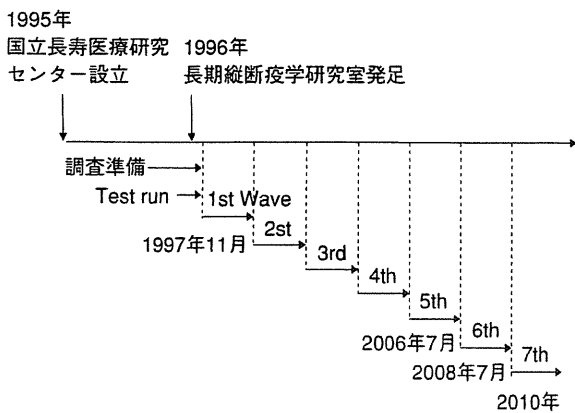 1995年
国立長寿医療研究
センター設立
1996年
長期縦断疫学研究室発足
調査準備
Test run
1st Wave
1997年11月
2st
3rd
4th
5th
2006年7月
6th
2008年7月
7th
2010年